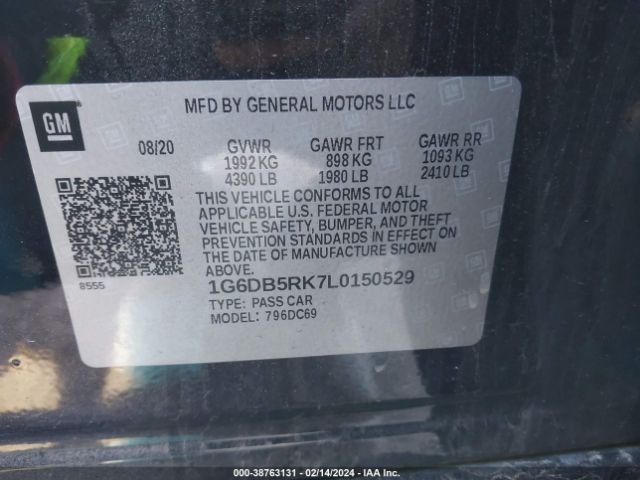 GM
MFD BY GENERAL MOTORS LLC
08/20 GVWR GAWR FRT GAWR RR
1992 KG 898 KG 1093 KG
4390 LB 1980 LB 2410 LB
THIS VEHICLE CONFORMS TO ALL
APPLICABLE U.S. FEDERAL MOTOR
VEHICLE SAFETY, BUMPER, AND THEFT
PREVENTION STANDARDS IN EFFECT ON
THE DATE OF MANUFACTURE SHOWN
ABOVE.
8555
1G6DB5RK7L0150529
TYPE: PASS CAR
MODEL: 796DC69
000-38763131 - 02/14/2024 - IAA Inc.